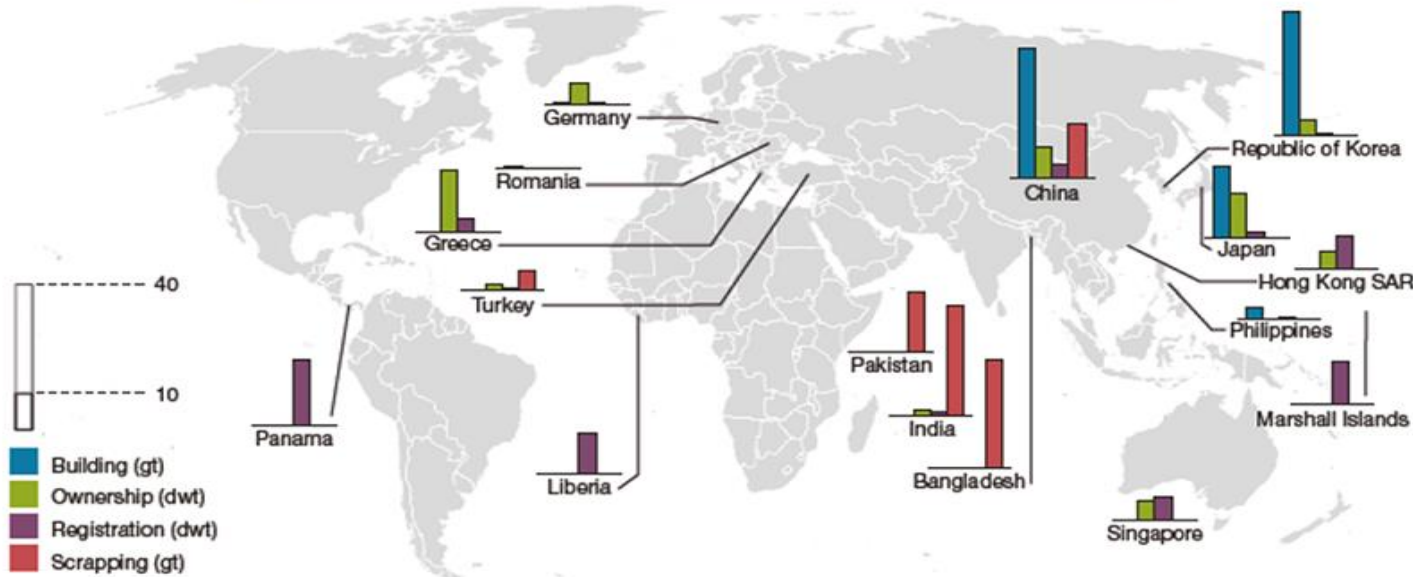 Germany
Republic of Korea
Romania
China
Greece
Japan
Hong Kong SAR
40
Turkey
Philippines
Pakistan
10
Marshall Islands
India
Panama
Liberia
Bangladesh
Singapore
Building (gt)
Ownership (dwt)
Registration (dwt)
Scrapping (gt)